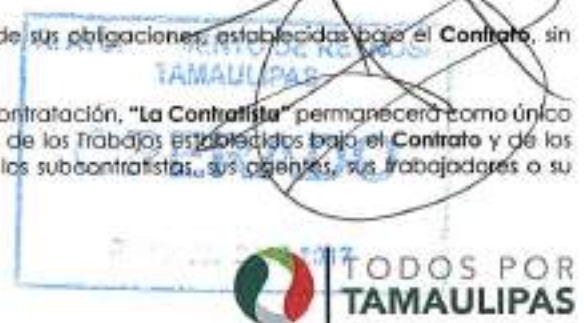 de sus obligaciones, establecidas bajo el Contrato, sin
TAMAULIPAS
ontratación, "La Contratista" permanecerá como único
de los Trabajos establecidos bajo el Contrato y de los
los subcontratistas, sus agentes, sus trabajadores o su
TODOS POR
TAMAULIPAS